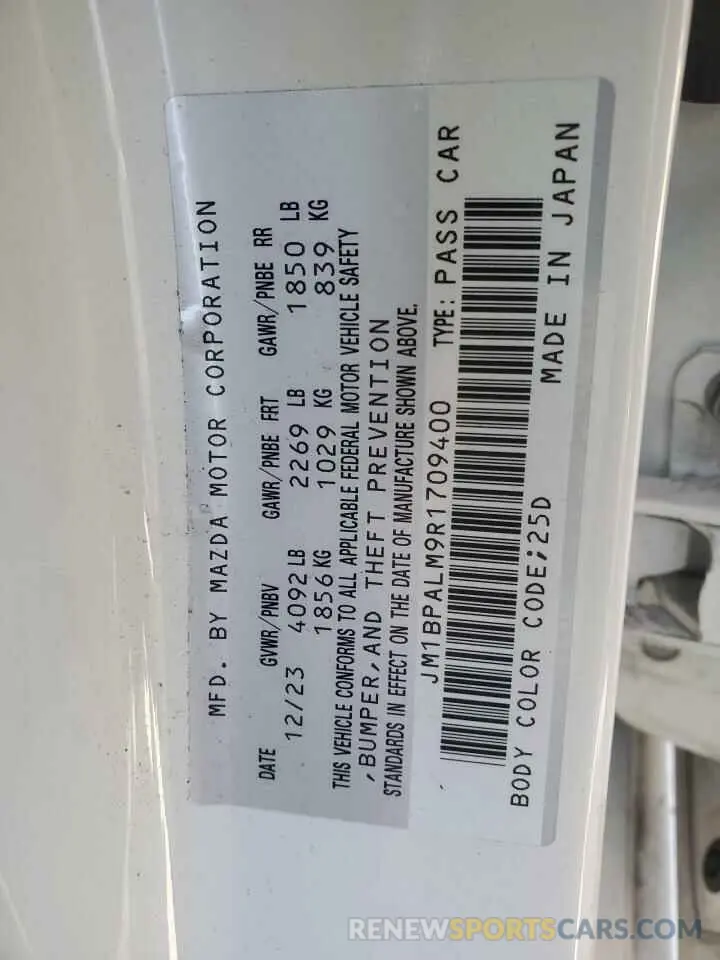 MFD. BY MAZDA MOTOR CORPORATION
DATE GVWR/PNBV GAWR/PNBE FRT GAWR/PNBE RR
12/23 4092 LB 2269 LB 1850 LB
1856 KG 1029 KG 839 KG
THIS VEHICLE CONFORMS TO ALL APPLICABLE FEDERAL MOTOR VEHICLE SAFETY
,BUMPER,AND THEFT PREVENTION
STANDARDS IN EFFECT ON THE DATE OF MANUFACTURE SHOWN ABOVE.
JM1BPALM9R1709400 TYPE: PASS CAR
BODY COLOR CODE;25D MADE IN JAPAN
RENEWSPORTSCARS.COM